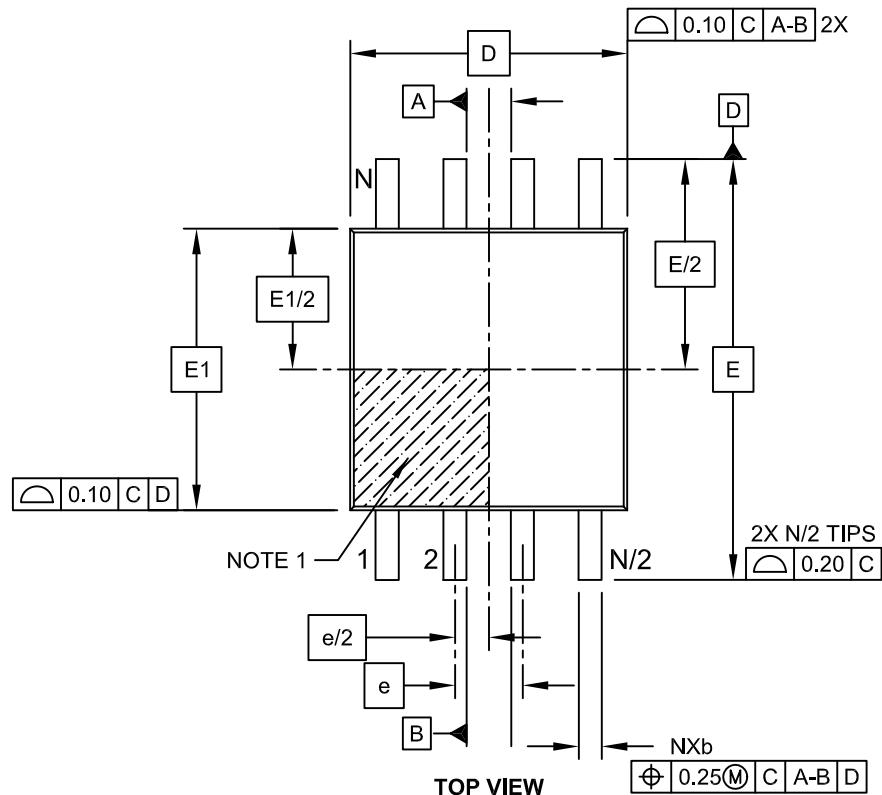 ⌓ 0.10 C A-B 2X
D
A
D
N
E/2
E1/2
E1
E
⌓ 0.10 C D
NOTE 1
1
2
N/2
2X N/2 TIPS
⌓ 0.20 C
e/2
e
B
NXb
⌖ 0.25Ⓜ C A-B D
TOP VIEW